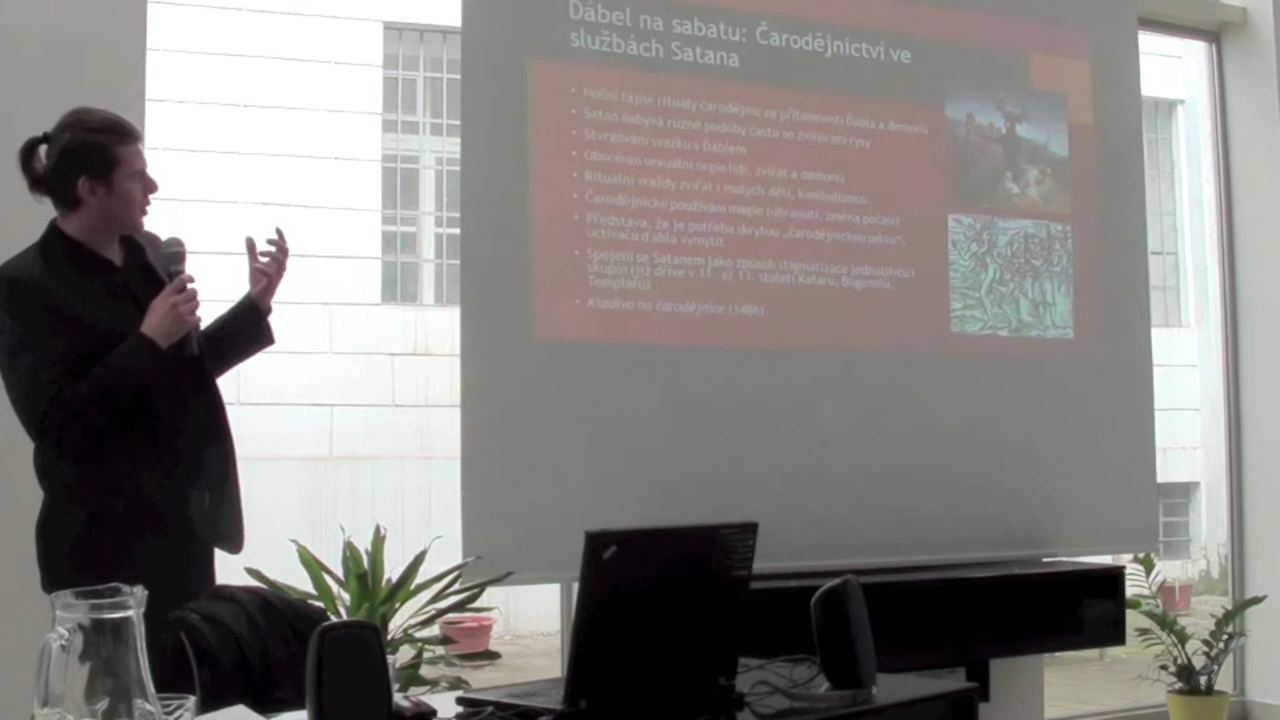 Ďábel na sabatu: Čarodějnictví ve
službách Satana
• Noční tajné rituály čarodějnic za přítomnosti Ďábla a démonů
• Satan nabývá různé podoby často se zvířecími rysy
• Stvrzování svazku s Ďáblem
• Obscénní sexuální orgie lidí, zvířat a démonů
• Rituální vraždy zvířat i malých dětí, kanibalismus
• Čarodějnické používání magie (uhranutí, změna počasí)
• Představa, že je potřeba skrytou „čarodějnickou sektu“,
uctívačů ďábla vymýtit
• Spojení se Satanem jako způsob stigmatizace jednotlivců i
skupin (již dříve v 11. až 13. století Kataru, Bogomilů,
Templářů)
• Kladivo na čarodějnice (1486)